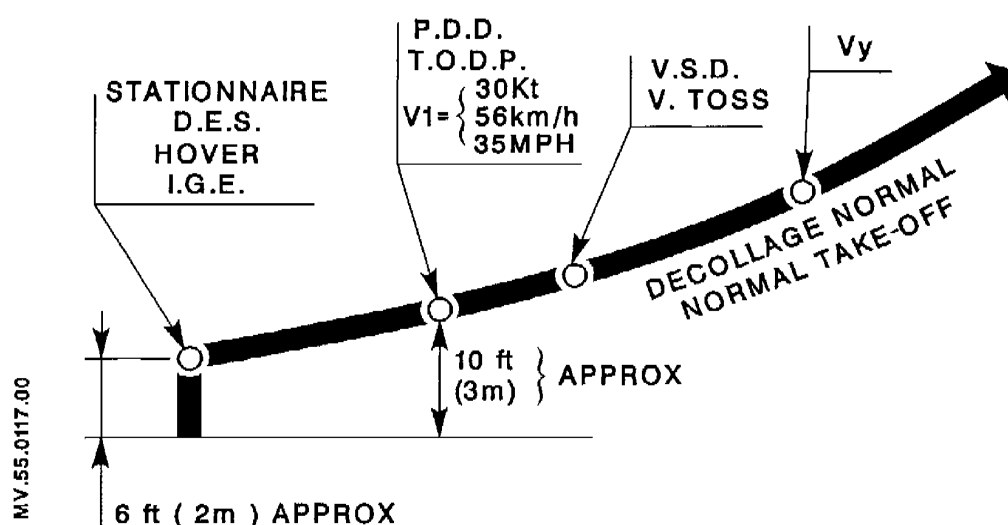 STATIONNAIRE
D.E.S.
HOVER
I.G.E.
P.D.D.
T.O.D.P.
V1= { 30Kt
56km/h
35MPH
V.S.D.
V. TOSS
Vy
DECOLLAGE NORMAL
NORMAL TAKE-OFF
10 ft
(3m) } APPROX
6 ft ( 2m ) APPROX
MV.55.0117.00